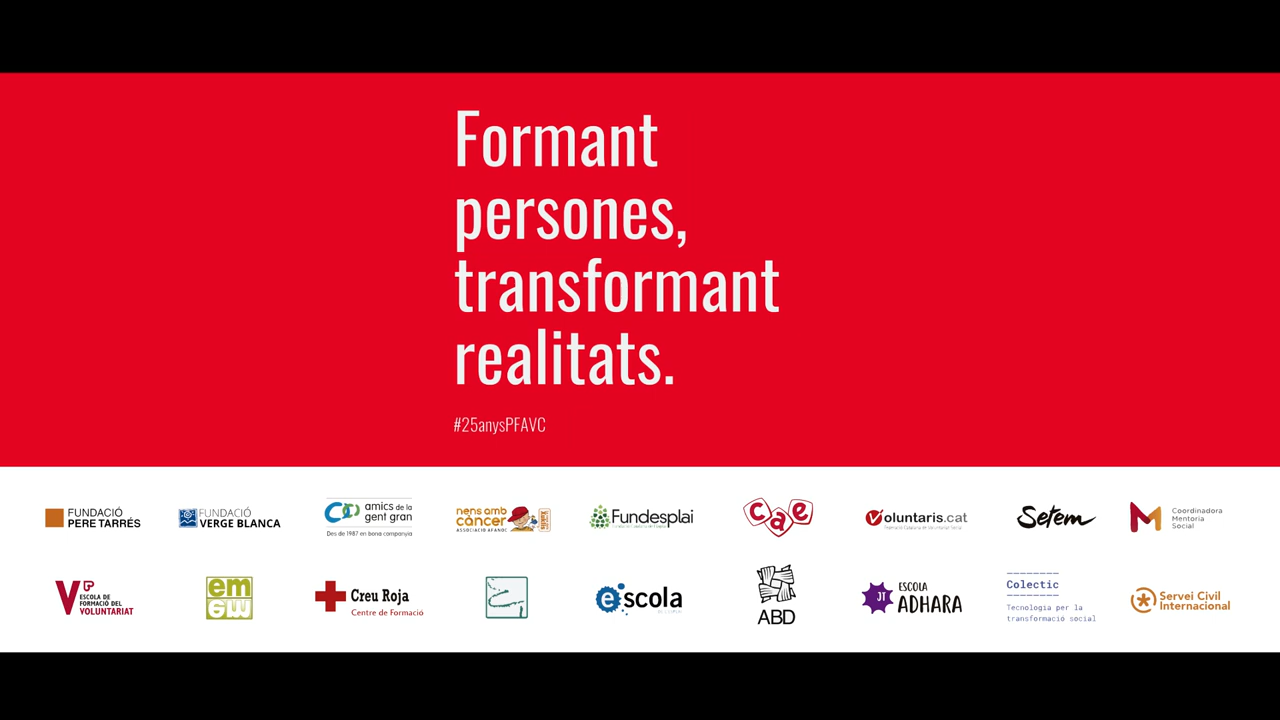 Formant
persones,
transformant
realitats.
#25anysPFAVC
FUNDACIÓ
PERE TARRÉS
FUNDACIÓ
VERGE BLANCA
amics de la
gent gran
Des de 1987 en bona companyia
nens amb
càncer
ASSOCIACIÓ AFANOC
Fundesplai
cae
Voluntaris.cat
Setem
Coordinadora
Mentoria
Social
ESCOLA DE
FORMACIÓ DEL
VOLUNTARIAT
em
Creu Roja
Centre de Formació
escola
ABD
JT
ESCOLA
ADHARA
Colectic
Tecnologia per la
transformació social
Servei Civil
Internacional